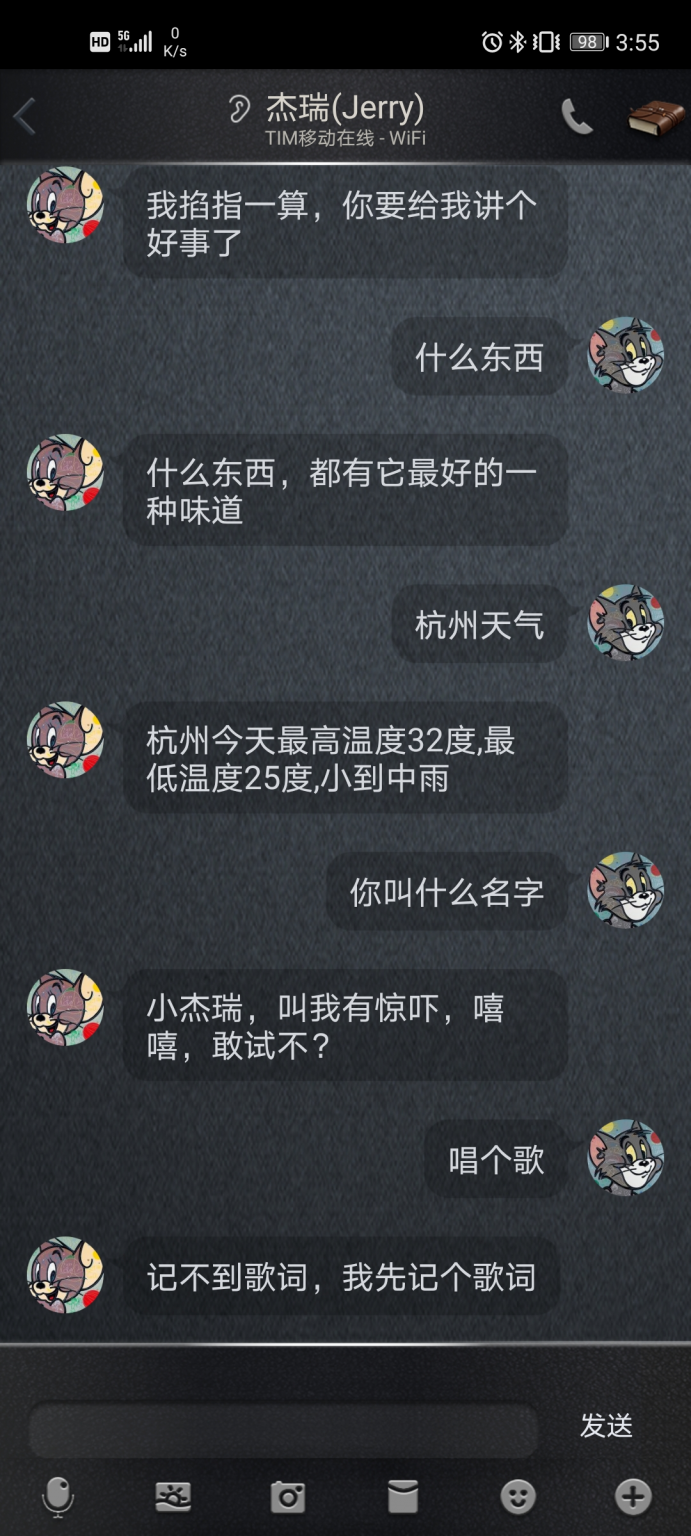 HD 5G 0 K/s 98 3:55
杰瑞(Jerry)
TIM移动在线 - WiFi
我掐指一算，你要给我讲个
好事了
什么东西
什么东西，都有它最好的一
种味道
杭州天气
杭州今天最高温度32度,最
低温度25度,小到中雨
你叫什么名字
小杰瑞，叫我有惊吓，嘻
嘻，敢试不？
唱个歌
记不到歌词，我先记个歌词
发送